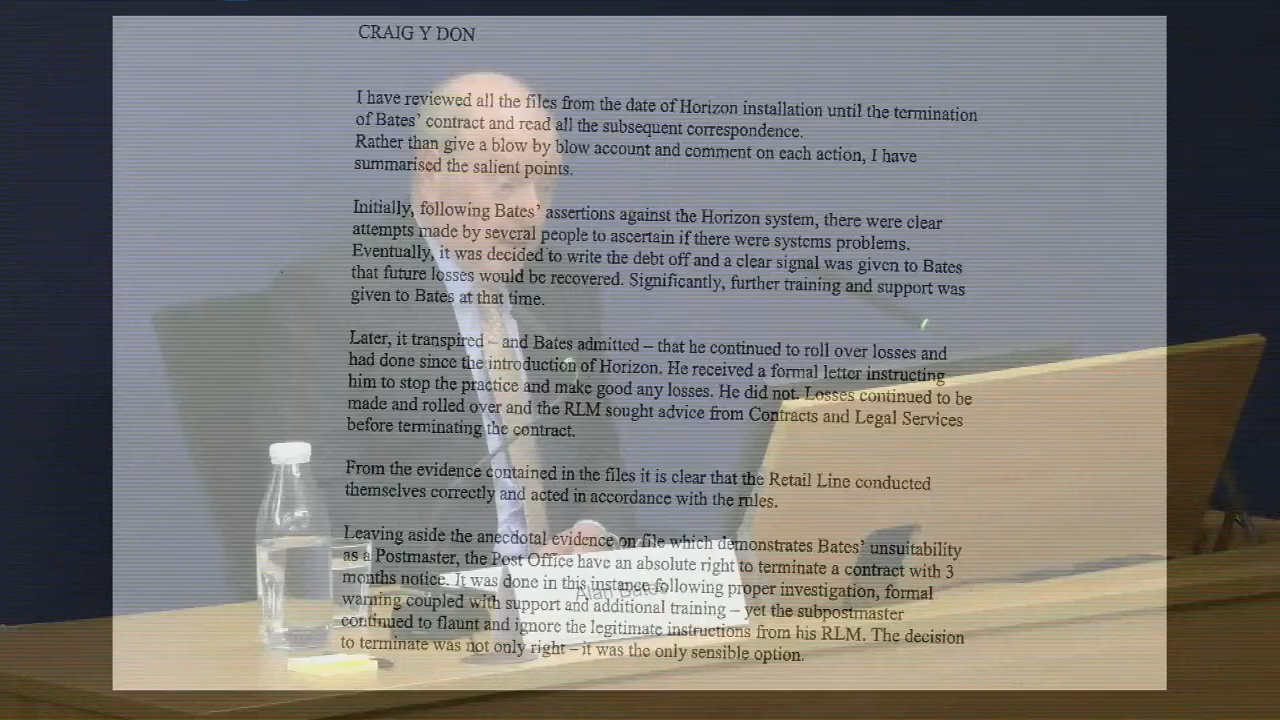 CRAIG Y DON
I have reviewed all the files from the date of Horizon installation until the termination
of Bates' contract and read all the subsequent correspondence.
Rather than give a blow by blow account and comment on each action, I have
summarised the salient points.
Initially, following Bates' assertions against the Horizon system, there were clear
attempts made by several people to ascertain if there were systems problems.
Eventually, it was decided to write the debt off and a clear signal was given to Bates
that future losses would be recovered. Significantly, further training and support was
given to Bates at that time.
Later, it transpired – and Bates admitted – that he continued to roll over losses and
had done since the introduction of Horizon. He received a formal letter instructing
him to stop the practice and make good any losses. He did not. Losses continued to be
made and rolled over and the RLM sought advice from Contracts and Legal Services
before terminating the contract.
From the evidence contained in the files it is clear that the Retail Line conducted
themselves correctly and acted in accordance with the rules.
Leaving aside the anecdotal evidence on file which demonstrates Bates' unsuitability
as a Postmaster, the Post Office have an absolute right to terminate a contract with 3
months notice. It was done in this instance following proper investigation, formal
warning coupled with support and additional training – yet the subpostmaster
continued to flaunt and ignore the legitimate instructions from his RLM. The decision
to terminate was not only right – it was the only sensible option.
Alan Bates